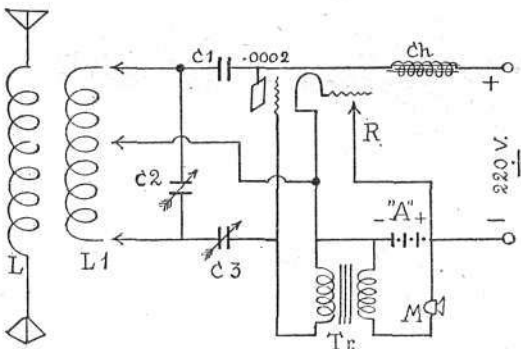 C1
.0002
Ch
+
R
220 V.
C2
- "A" +
-
L
L1
C3
M
Tr